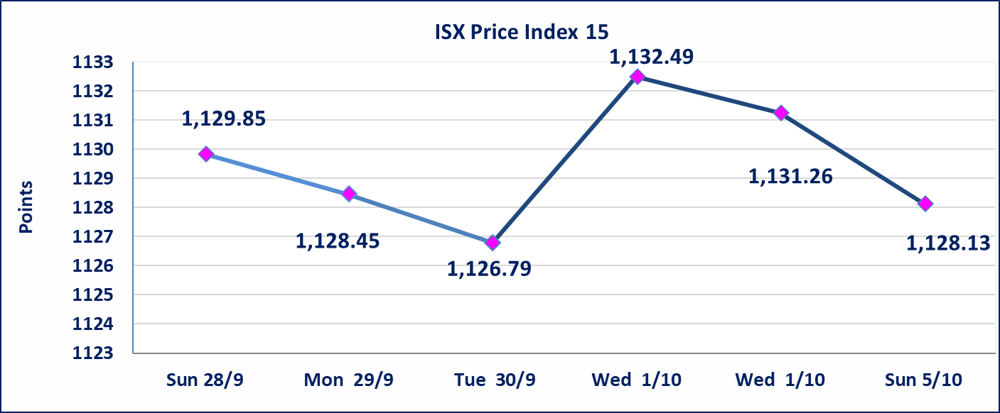 ISX Price Index 15
Points
1133
1132
1131
1130
1129
1128
1127
1126
1125
1124
1123
1,129.85
1,128.45
1,126.79
1,132.49
1,131.26
1,128.13
Sun 28/9
Mon 29/9
Tue 30/9
Wed 1/10
Wed 1/10
Sun 5/10